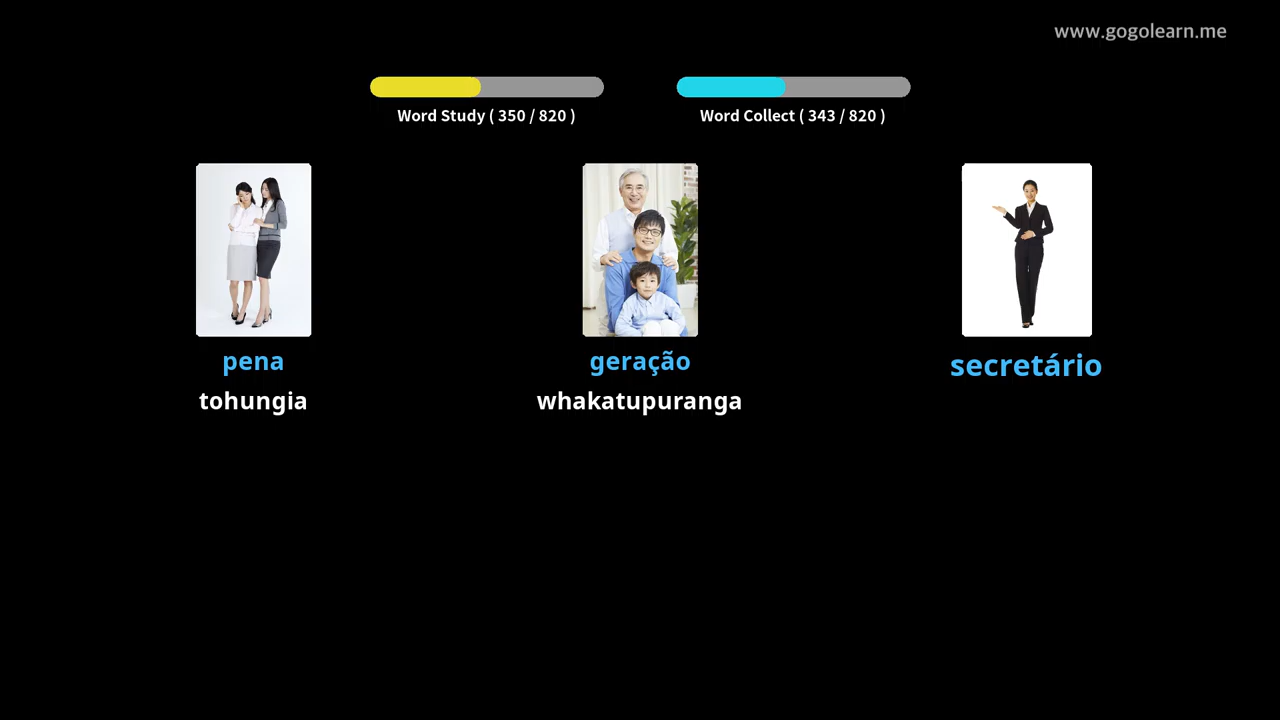 www.gogolearn.me
Word Study ( 350 / 820 )
Word Collect ( 343 / 820 )
pena
tohungia
geração
whakatupuranga
secretário